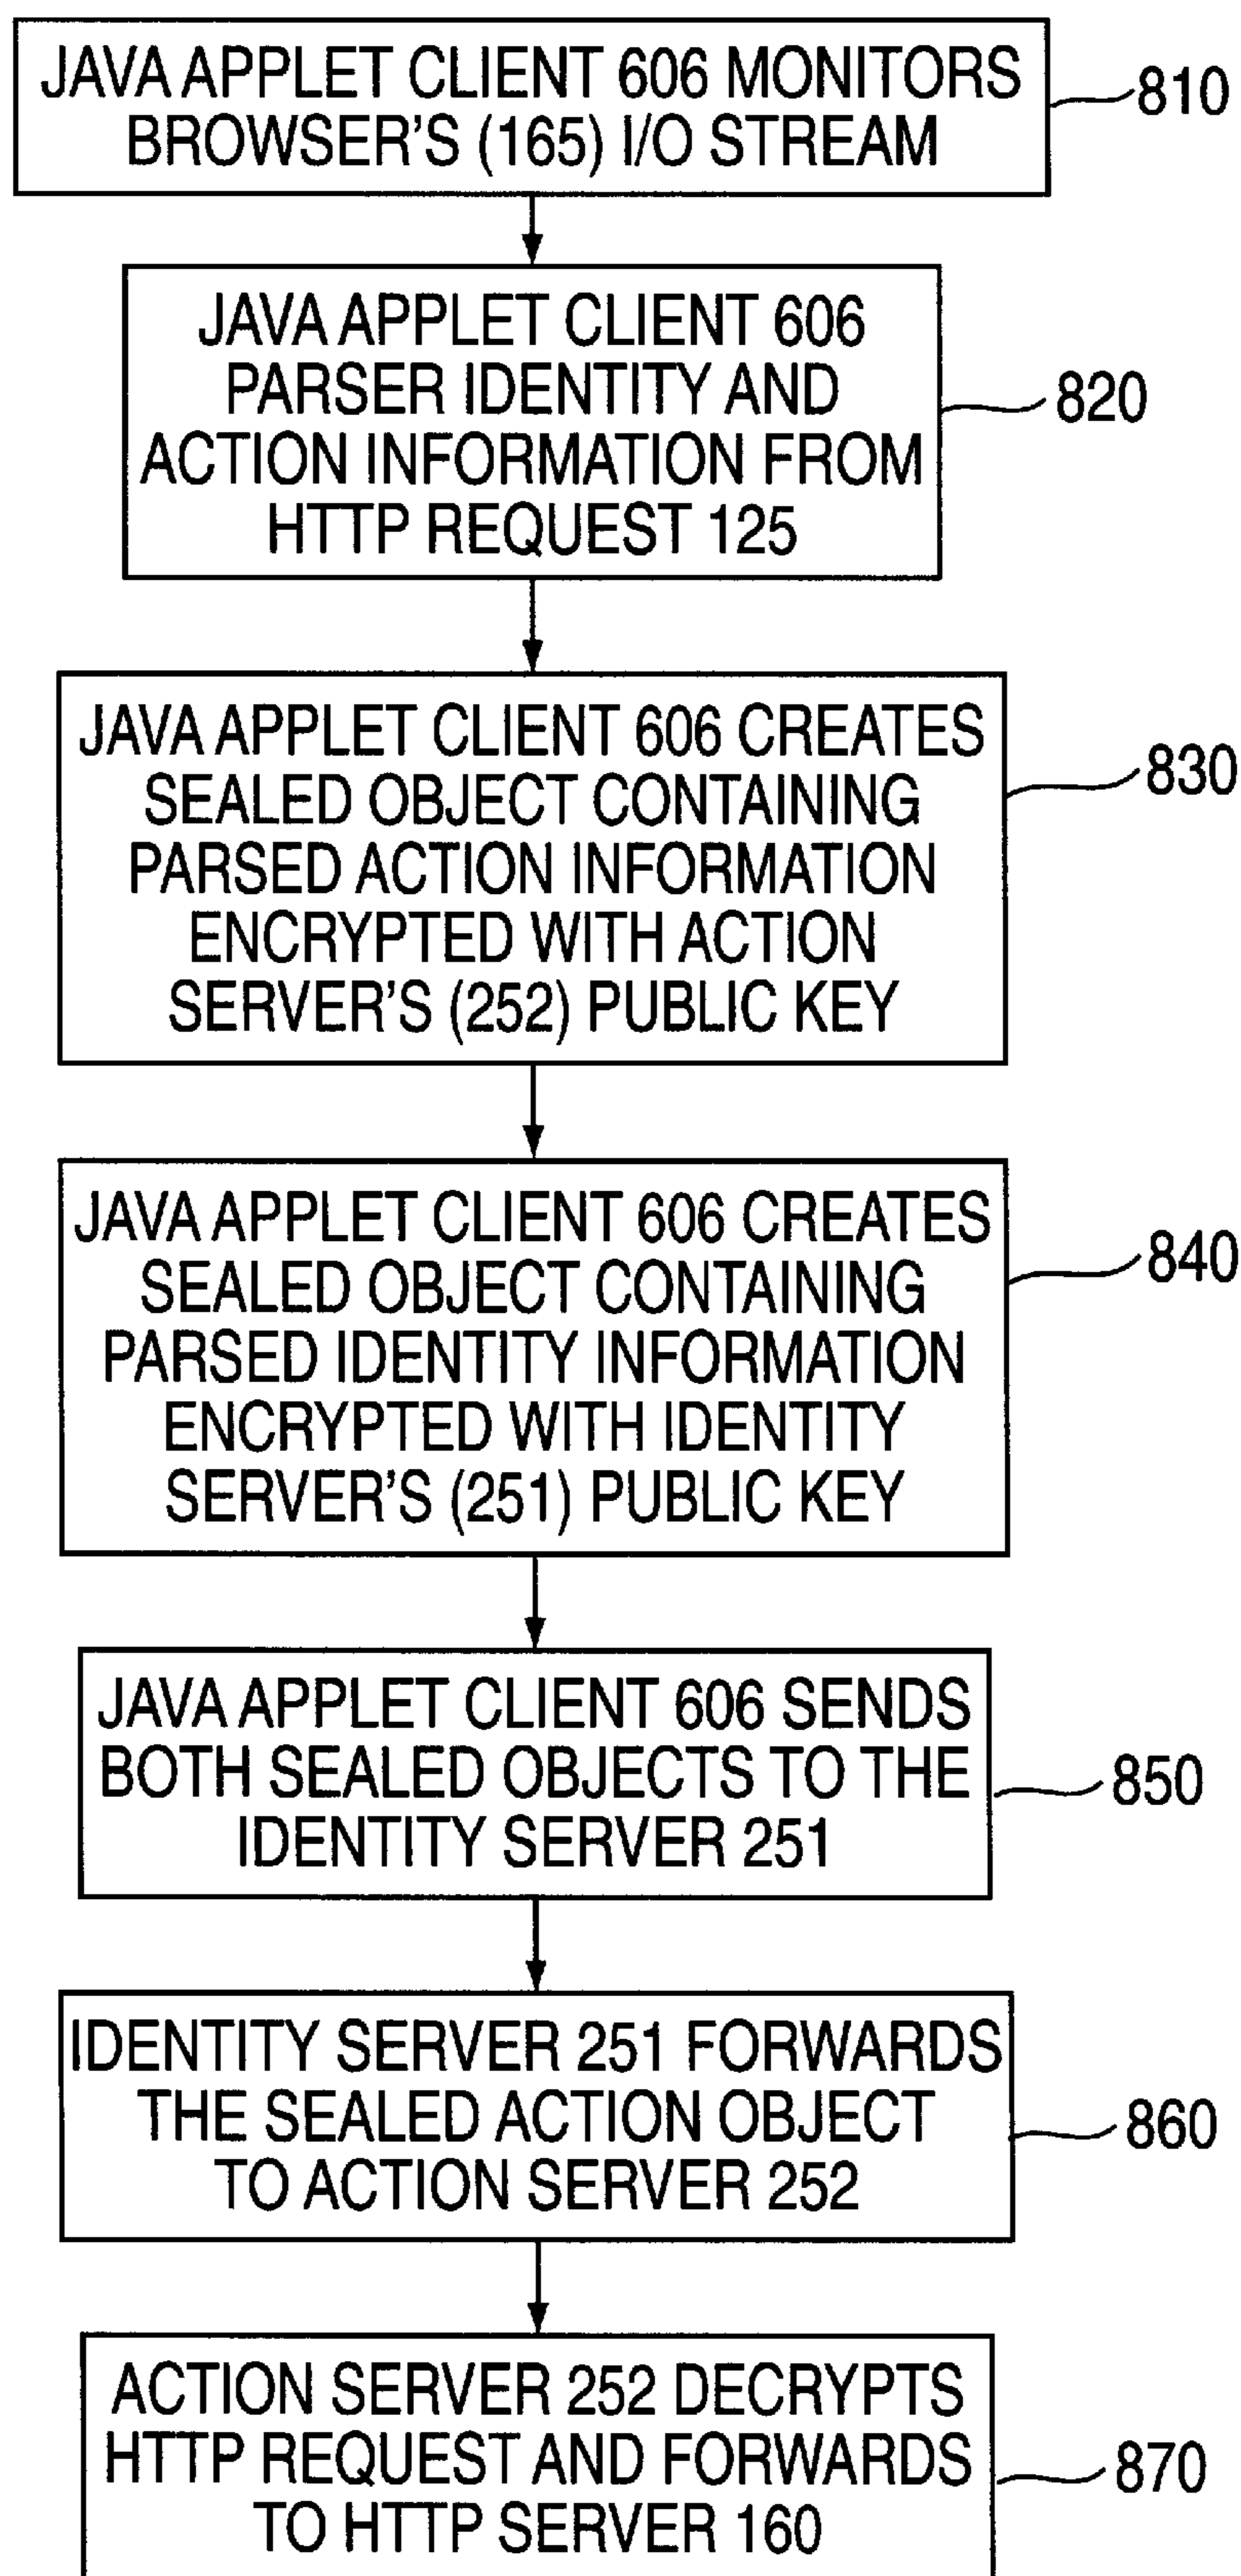 JAVA APPLET CLIENT 606 MONITORS
BROWSER'S (165) I/O STREAM
810
JAVA APPLET CLIENT 606
PARSER IDENTITY AND
ACTION INFORMATION FROM
HTTP REQUEST 125
820
JAVA APPLET CLIENT 606 CREATES
SEALED OBJECT CONTAINING
PARSED ACTION INFORMATION
ENCRYPTED WITH ACTION
SERVER'S (252) PUBLIC KEY
830
JAVA APPLET CLIENT 606 CREATES
SEALED OBJECT CONTAINING
PARSED IDENTITY INFORMATION
ENCRYPTED WITH IDENTITY
SERVER'S (251) PUBLIC KEY
840
JAVA APPLET CLIENT 606 SENDS
BOTH SEALED OBJECTS TO THE
IDENTITY SERVER 251
850
IDENTITY SERVER 251 FORWARDS
THE SEALED ACTION OBJECT
TO ACTION SERVER 252
860
ACTION SERVER 252 DECRYPTS
HTTP REQUEST AND FORWARDS
TO HTTP SERVER 160
870